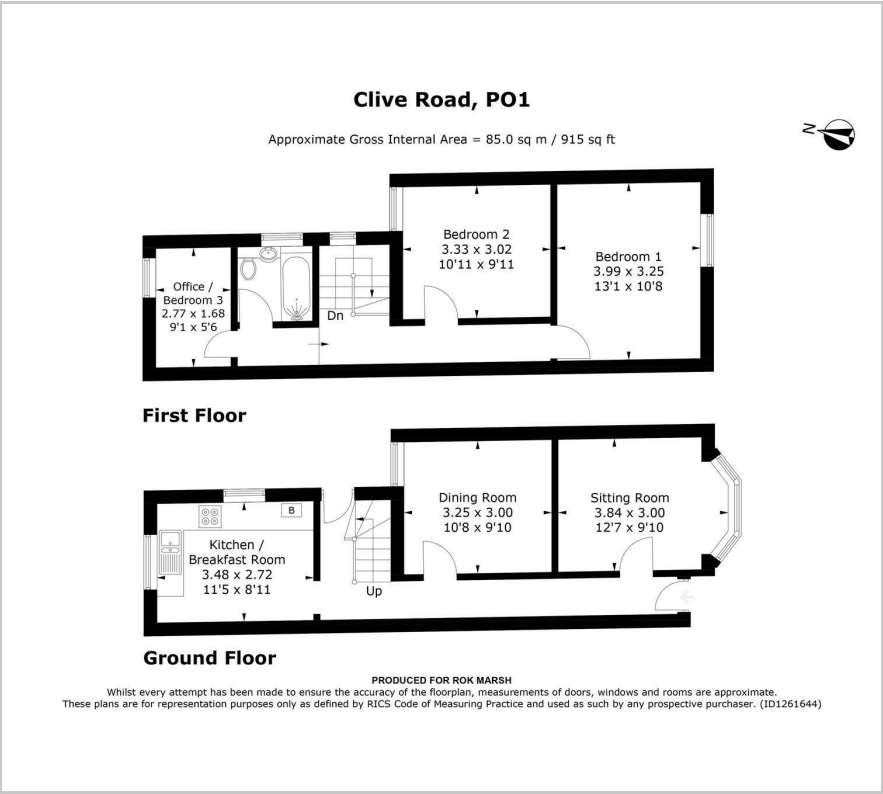 Clive Road, PO1
Approximate Gross Internal Area = 85.0 sq m / 915 sq ft
N
Bedroom 2
3.33 x 3.02
10'11 x 9'11
Bedroom 1
3.99 x 3.25
13'1 x 10'8
Office /
Bedroom 3
2.77 x 1.68
9'1 x 5'6
Dn
First Floor
Dining Room
3.25 x 3.00
10'8 x 9'10
Sitting Room
3.84 x 3.00
12'7 x 9'10
B
Kitchen /
Breakfast Room
3.48 x 2.72
11'5 x 8'11
Up
Ground Floor
PRODUCED FOR ROK MARSH
Whilst every attempt has been made to ensure the accuracy of the floorplan, measurements of doors, windows and rooms are approximate.
These plans are for representation purposes only as defined by RICS Code of Measuring Practice and used as such by any prospective purchaser. (ID1261644)